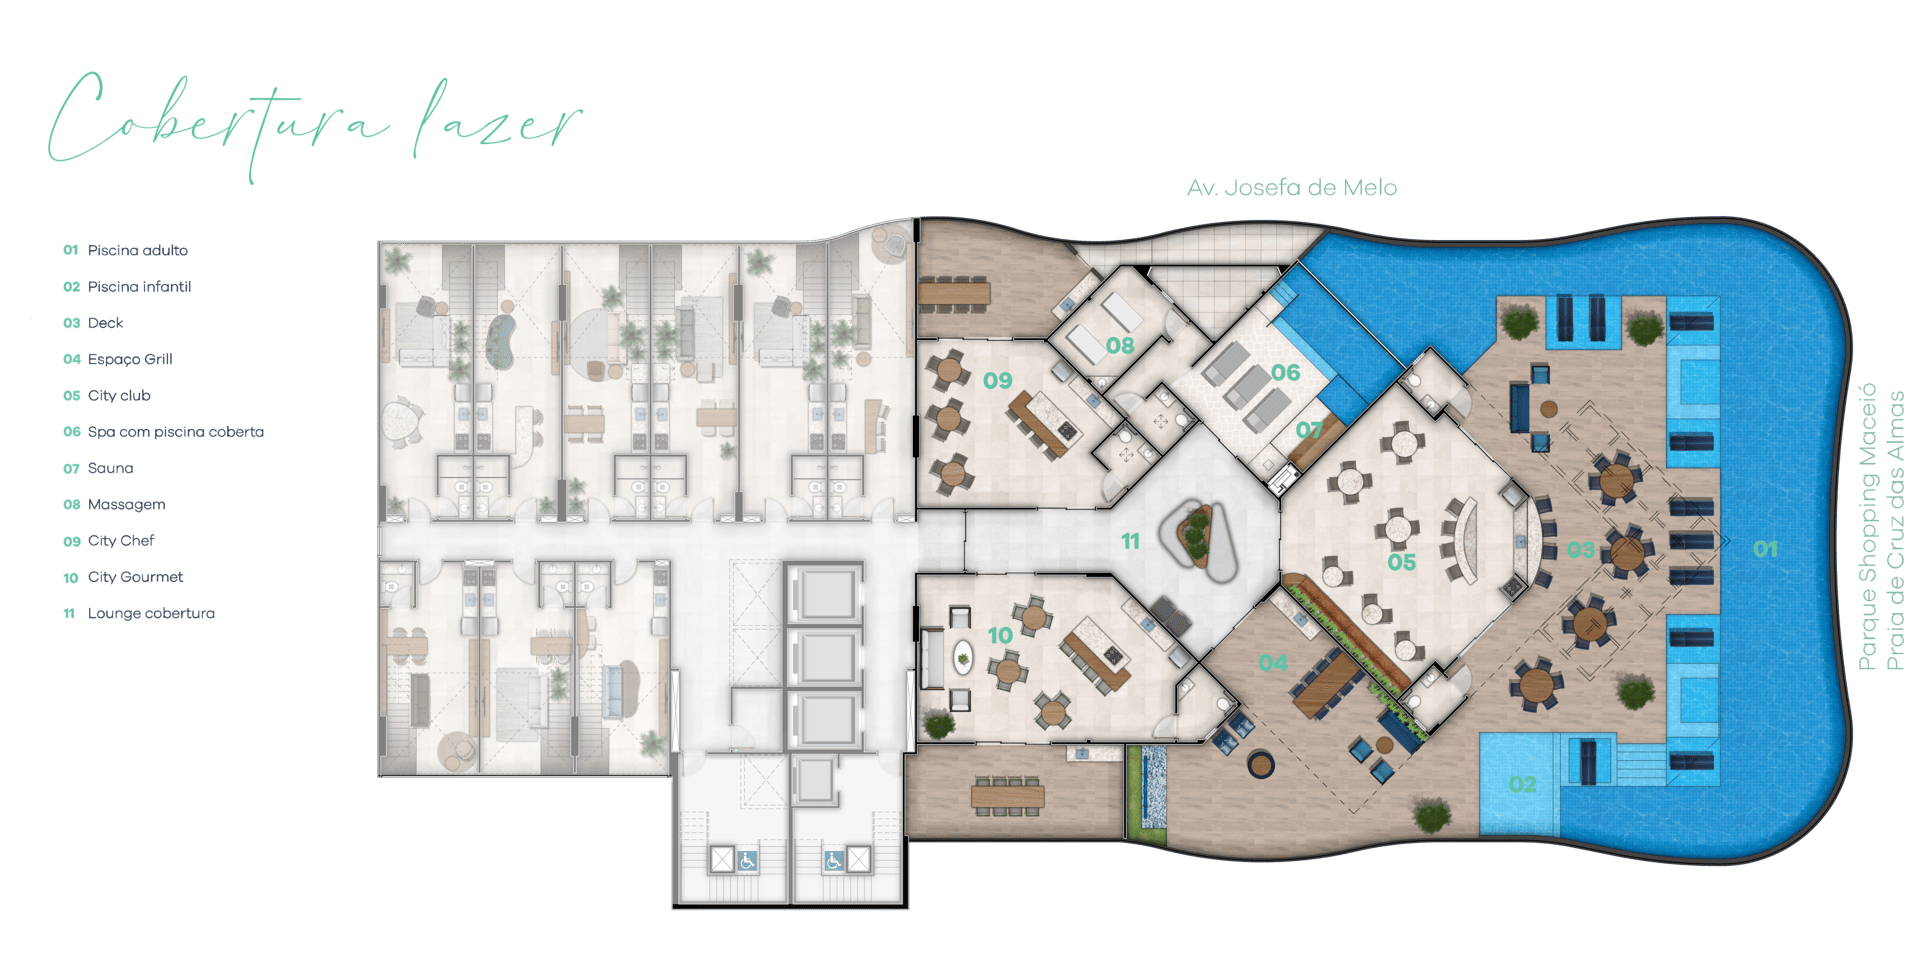 Cobertura lazer
Av. Josefa de Melo
01 Piscina adulto
02 Piscina infantil
03 Deck
04 Espaço Grill
05 City club
06 Spa com piscina coberta
07 Sauna
08 Massagem
09 City Chef
10 City Gourmet
11 Lounge cobertura
08
09
06
07
11
05
03
01
10
04
02
Parque Shopping Maceió
Praia de Cruz das Almas